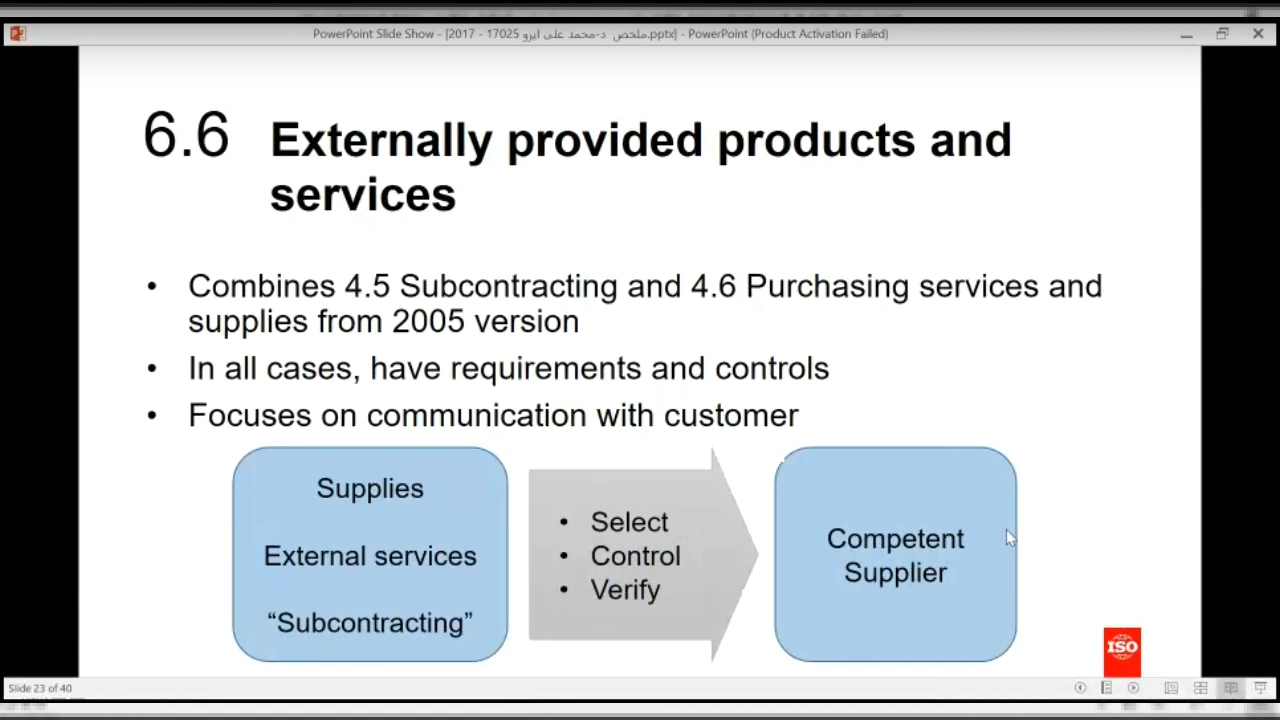 PowerPoint Slide Show - [2017 - 17025 ملخص د-محمد على ابرو.pptx] - PowerPoint (Product Activation Failed)
6.6 Externally provided products and
services
• Combines 4.5 Subcontracting and 4.6 Purchasing services and
supplies from 2005 version
• In all cases, have requirements and controls
• Focuses on communication with customer
Supplies
External services
“Subcontracting”
• Select
• Control
• Verify
Competent
Supplier
ISO
Slide 23 of 40